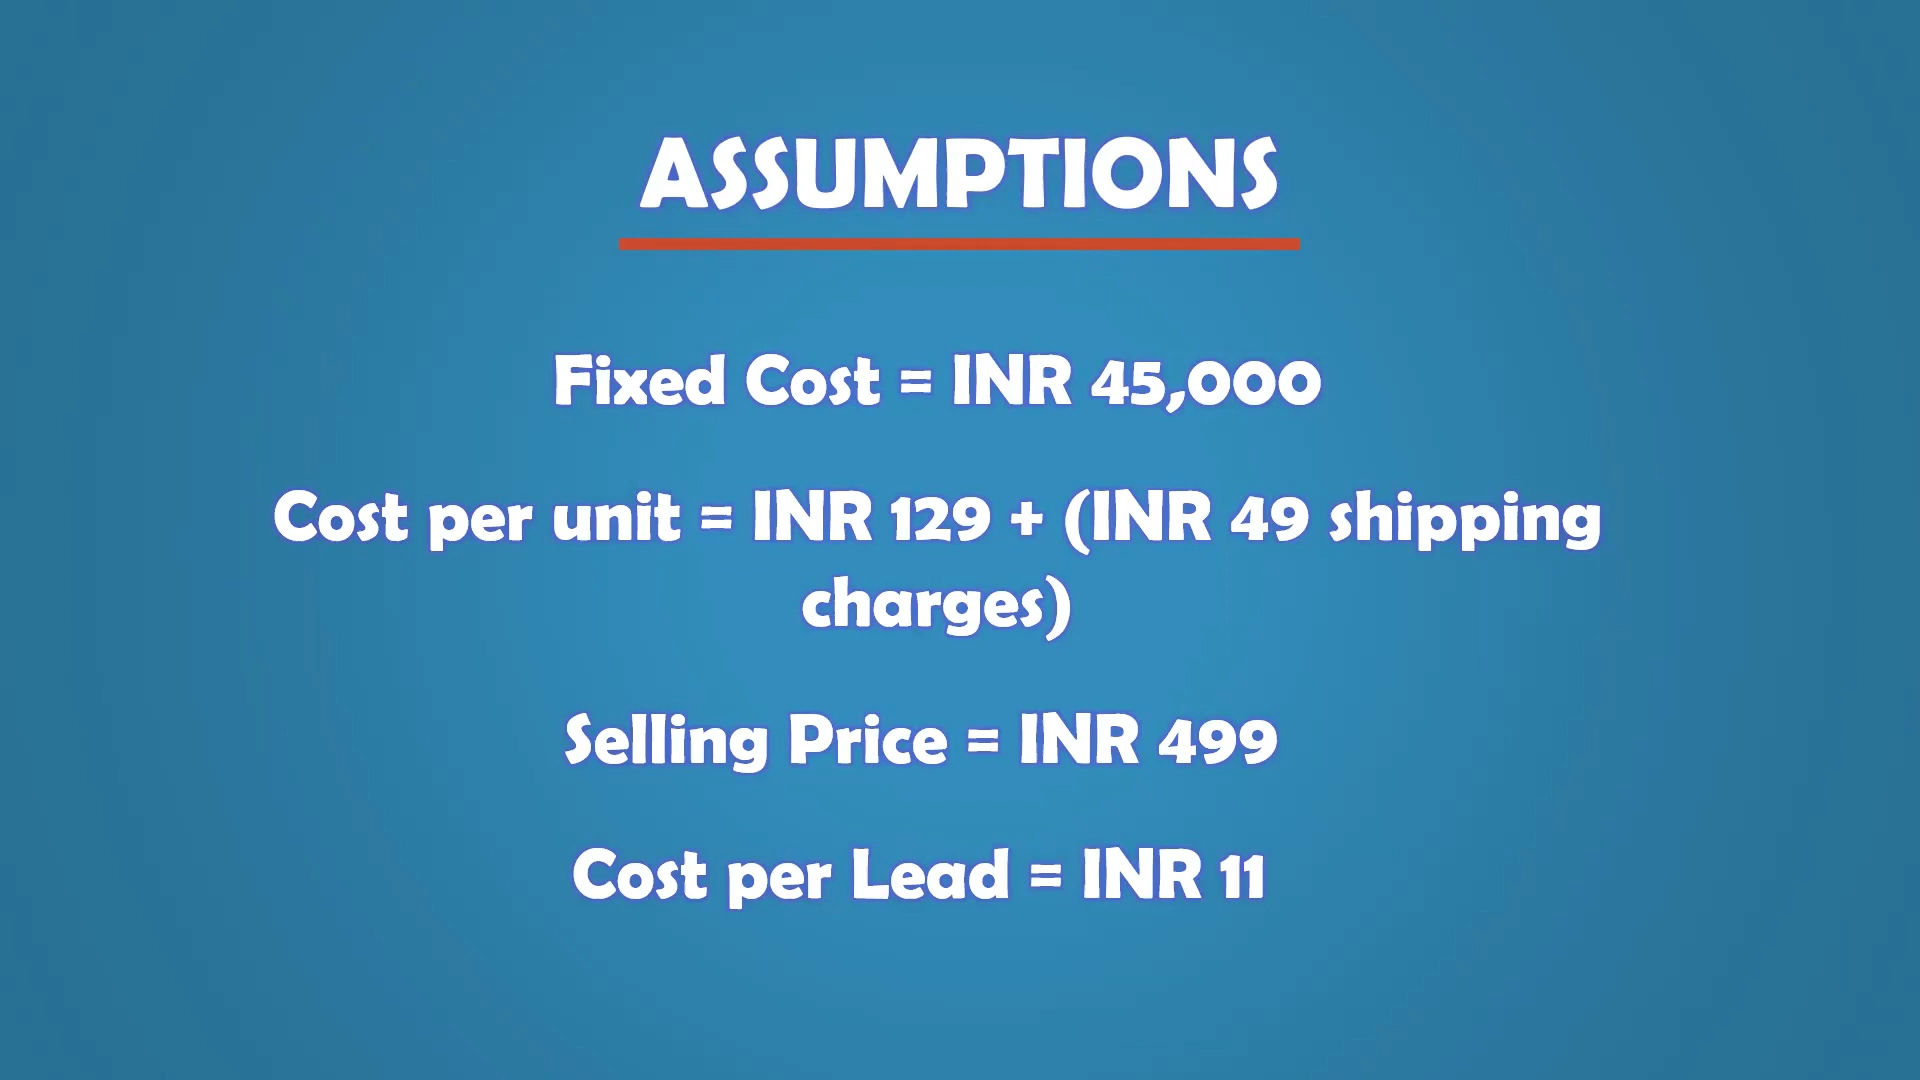 ASSUMPTIONS
Fixed Cost = INR 45,000
Cost per unit = INR 129 + (INR 49 shipping
charges)
Selling Price = INR 499
Cost per Lead = INR 11